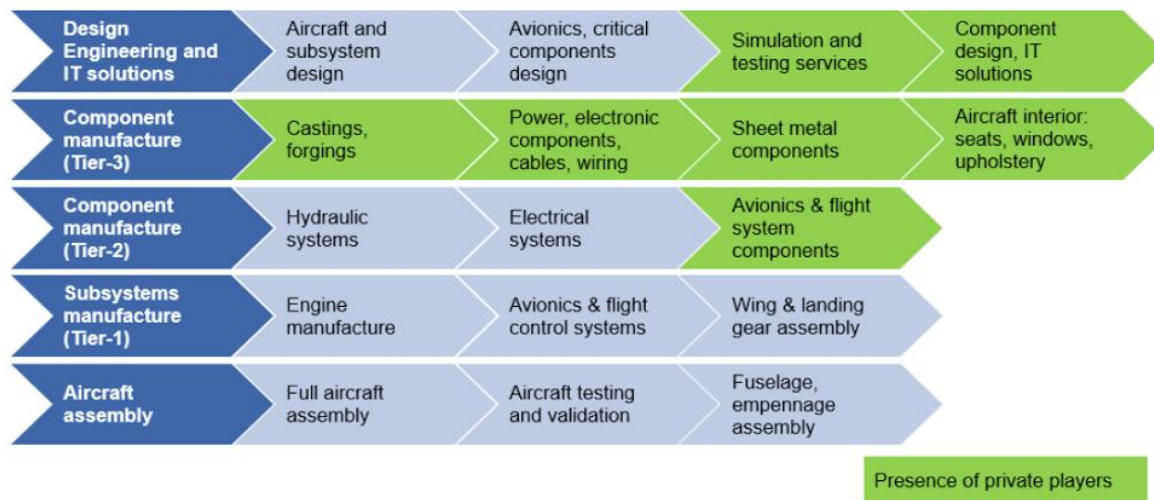 Design
Engineering and
IT solutions
Aircraft and
subsystem
design
Avionics, critical
components
design
Simulation and
testing services
Component
design, IT
solutions
Component
manufacture
(Tier-3)
Castings,
forgings
Power, electronic
components,
cables, wiring
Sheet metal
components
Aircraft interior:
seats, windows,
upholstery
Component
manufacture
(Tier-2)
Hydraulic
systems
Electrical
systems
Avionics & flight
system
components
Subsystems
manufacture
(Tier-1)
Engine
manufacture
Avionics & flight
control systems
Wing & landing
gear assembly
Aircraft
assembly
Full aircraft
assembly
Aircraft testing
and validation
Fuselage,
empennage
assembly
Presence of private players